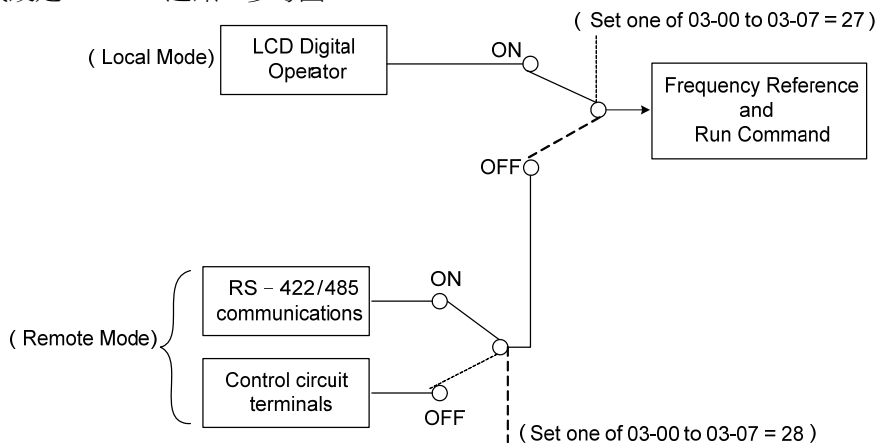 ( Set one of 03-00 to 03-07 = 27 )
( Local Mode)
LCD Digital
Operator
ON
Frequency Reference
and
Run Command
OFF
RS - 422/485
communications
ON
( Remote Mode)
Control circuit
terminals
OFF
( Set one of 03-00 to 03-07 = 28 )